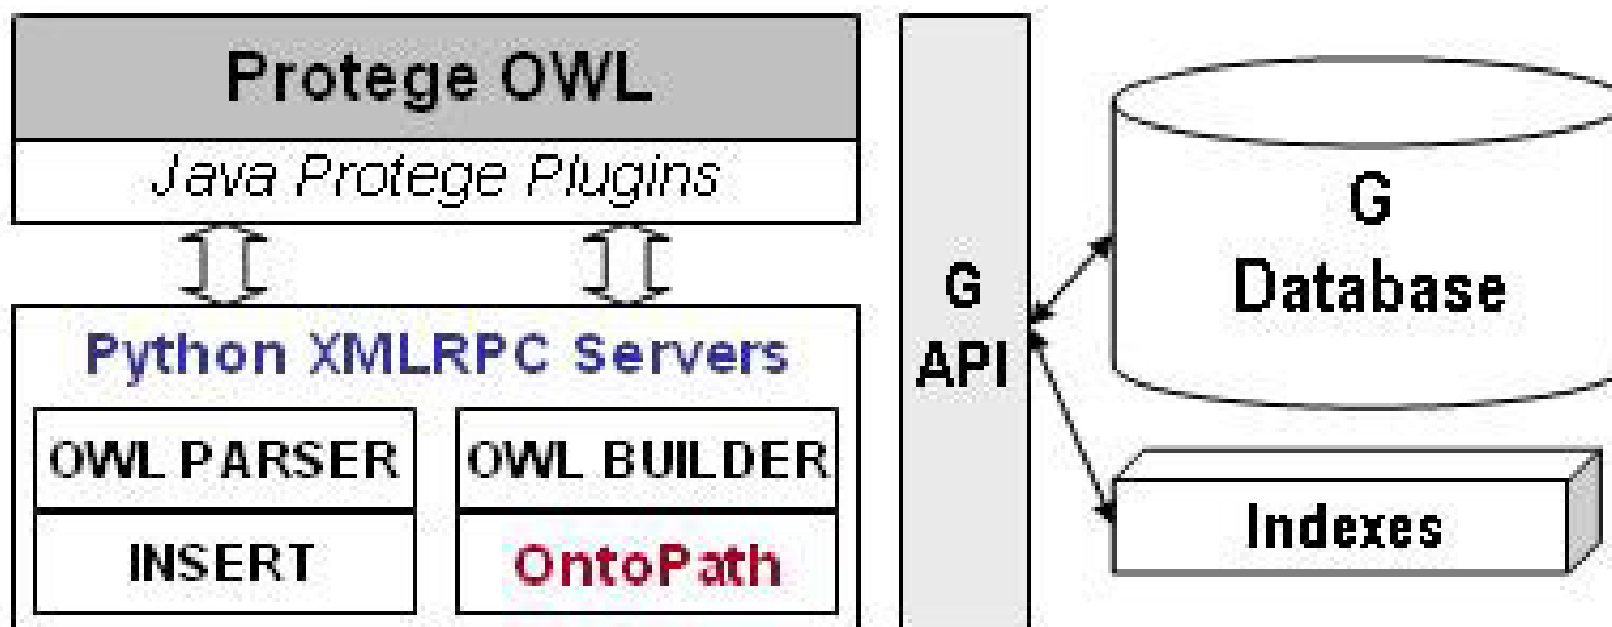 Protege OWL
Java Protege Plugins
Python XMLRPC Servers
OWL PARSER
INSERT
OWL BUILDER
OntoPath
G
API
G
Database
Indexes